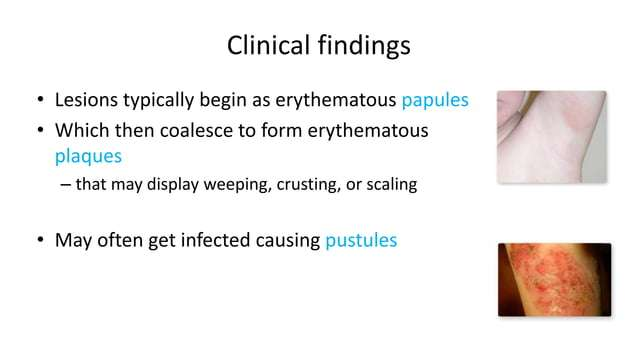 Clinical findings
• Lesions typically begin as erythematous papules
• Which then coalesce to form erythematous
plaques
– that may display weeping, crusting, or scaling
• May often get infected causing pustules